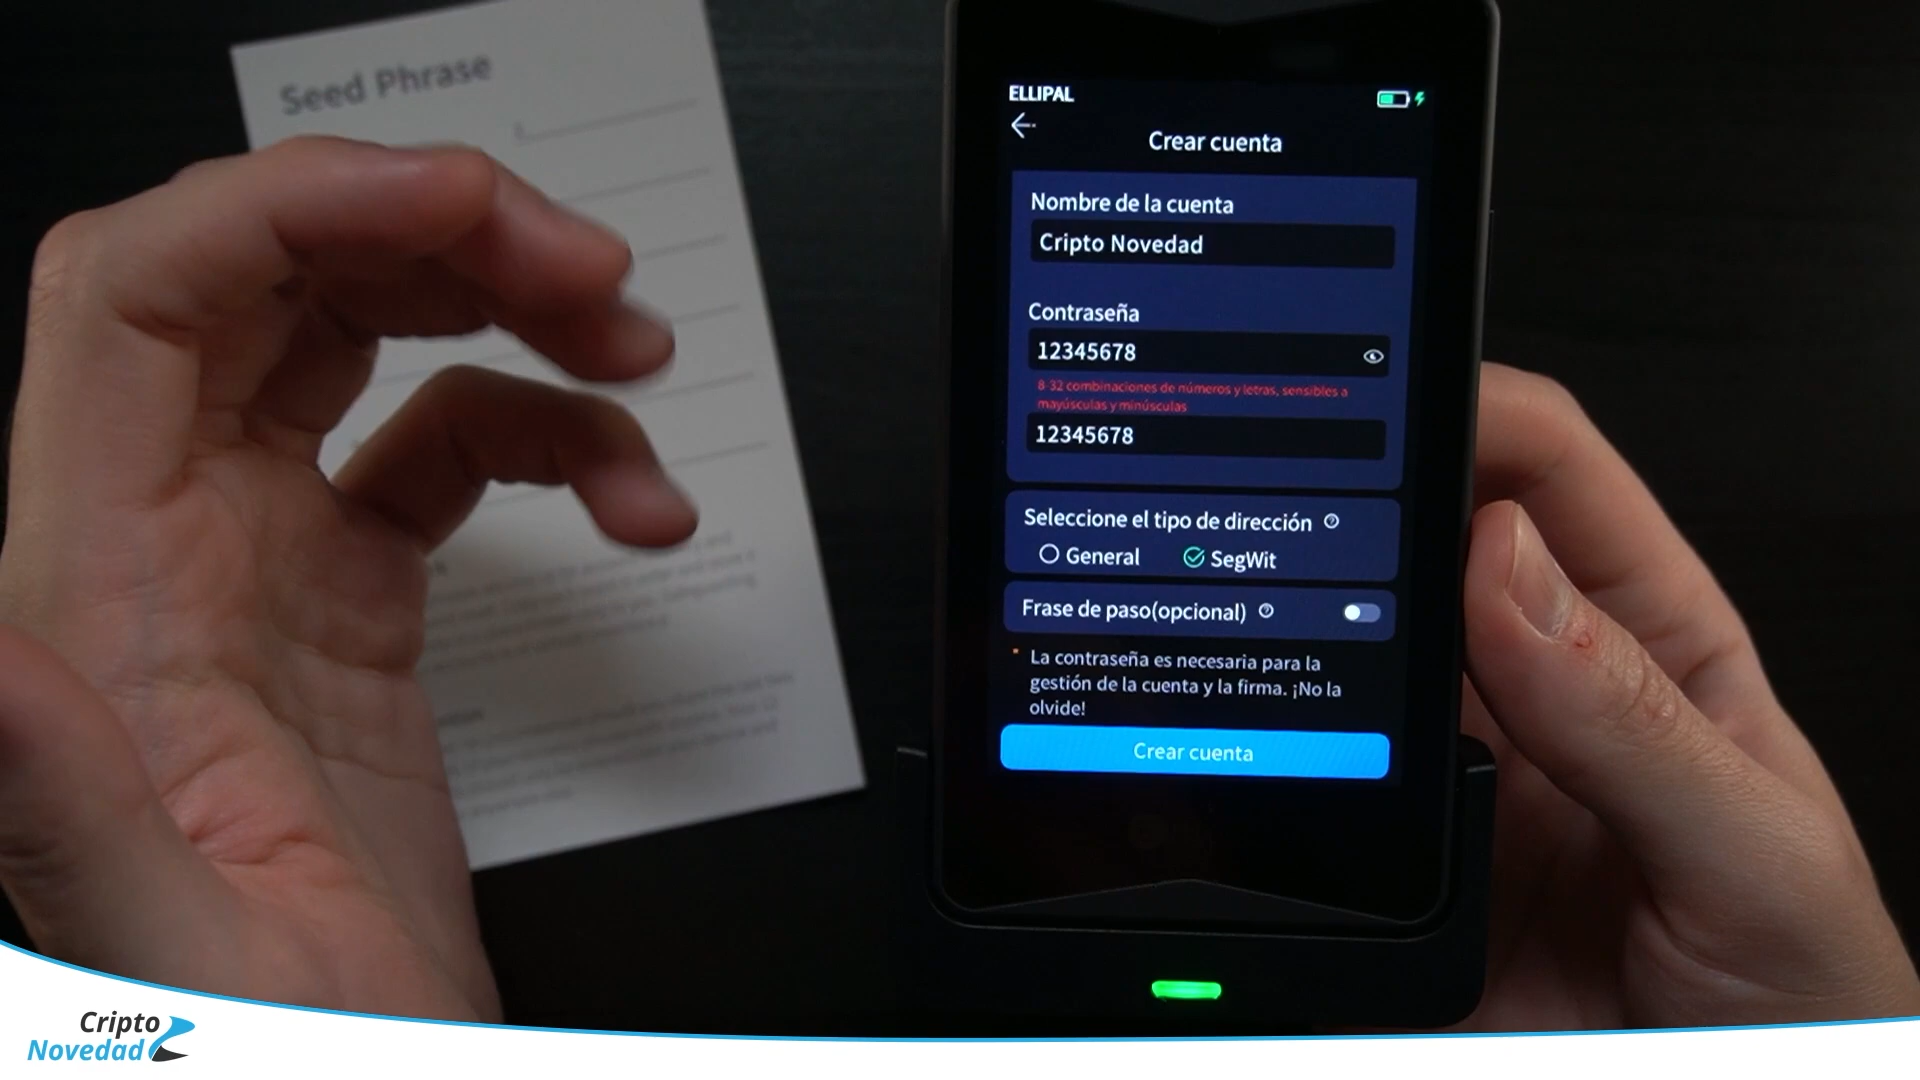 Seed Phrase
ELLIPAL
Crear cuenta
Nombre de la cuenta
Cripto Novedad
Contraseña
12345678
8-32 combinaciones de números y letras, sensibles a
mayúsculas y minúsculas
12345678
Seleccione el tipo de dirección
General SegWit
Frase de paso(opcional)
* La contraseña es necesaria para la
gestión de la cuenta y la firma. ¡No la
olvide!
Crear cuenta
Cripto
Novedad